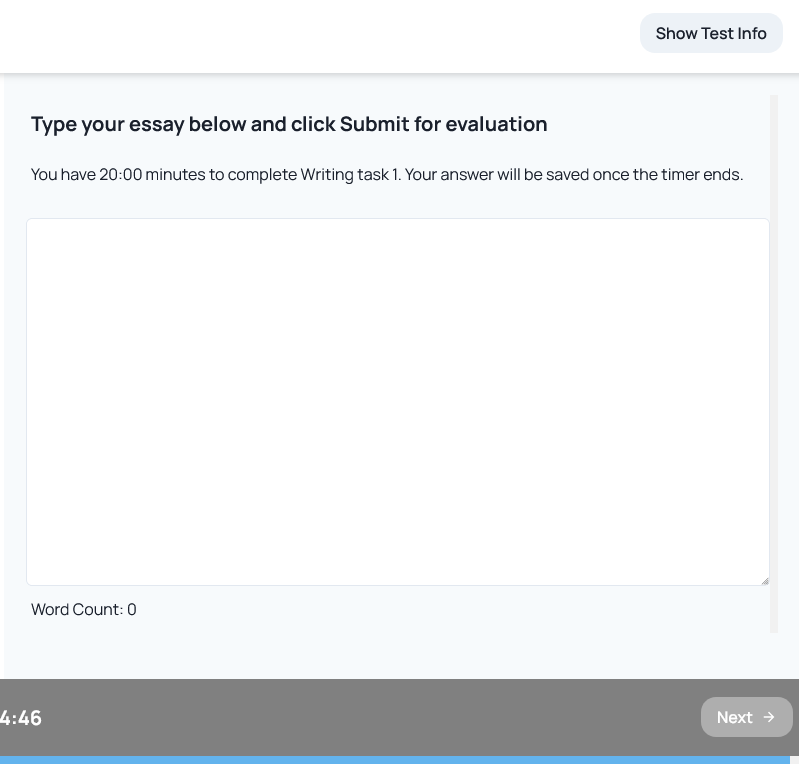 Show Test Info
Type your essay below and click Submit for evaluation
You have 20:00 minutes to complete Writing task 1. Your answer will be saved once the timer ends.
Word Count: 0
4:46
Next →